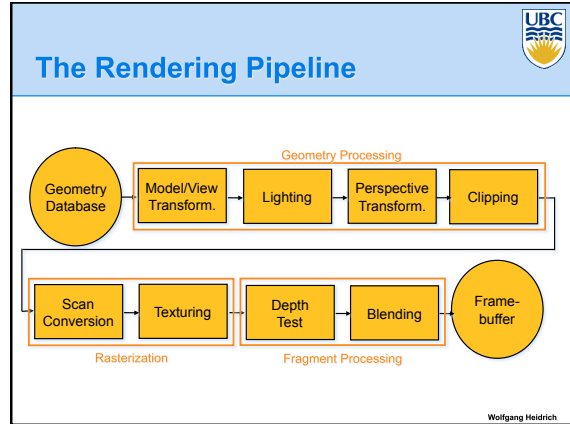 UBC
The Rendering Pipeline
Geometry Processing
Geometry
Database
Model/View
Transform.
Lighting
Perspective
Transform.
Clipping
Scan
Conversion
Texturing
Depth
Test
Blending
Frame-
buffer
Rasterization
Fragment Processing
Wolfgang Heidrich